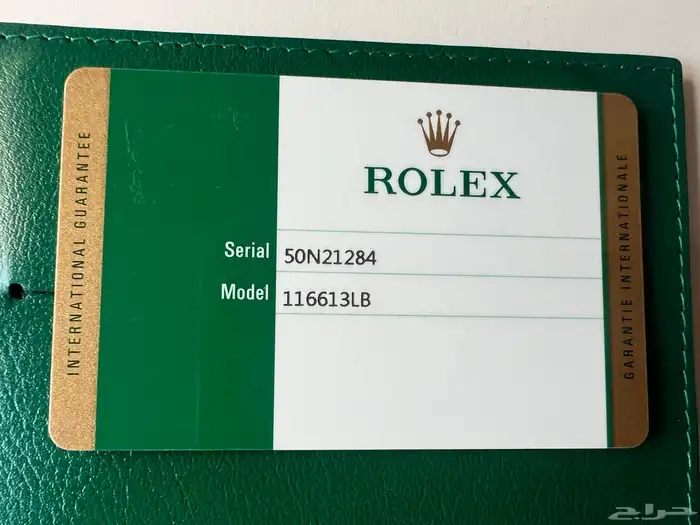 INTERNATIONAL GUARANTEE
ROLEX
Serial 50N21284
Model 116613LB
GARANTIE INTERNATIONALE
حراج